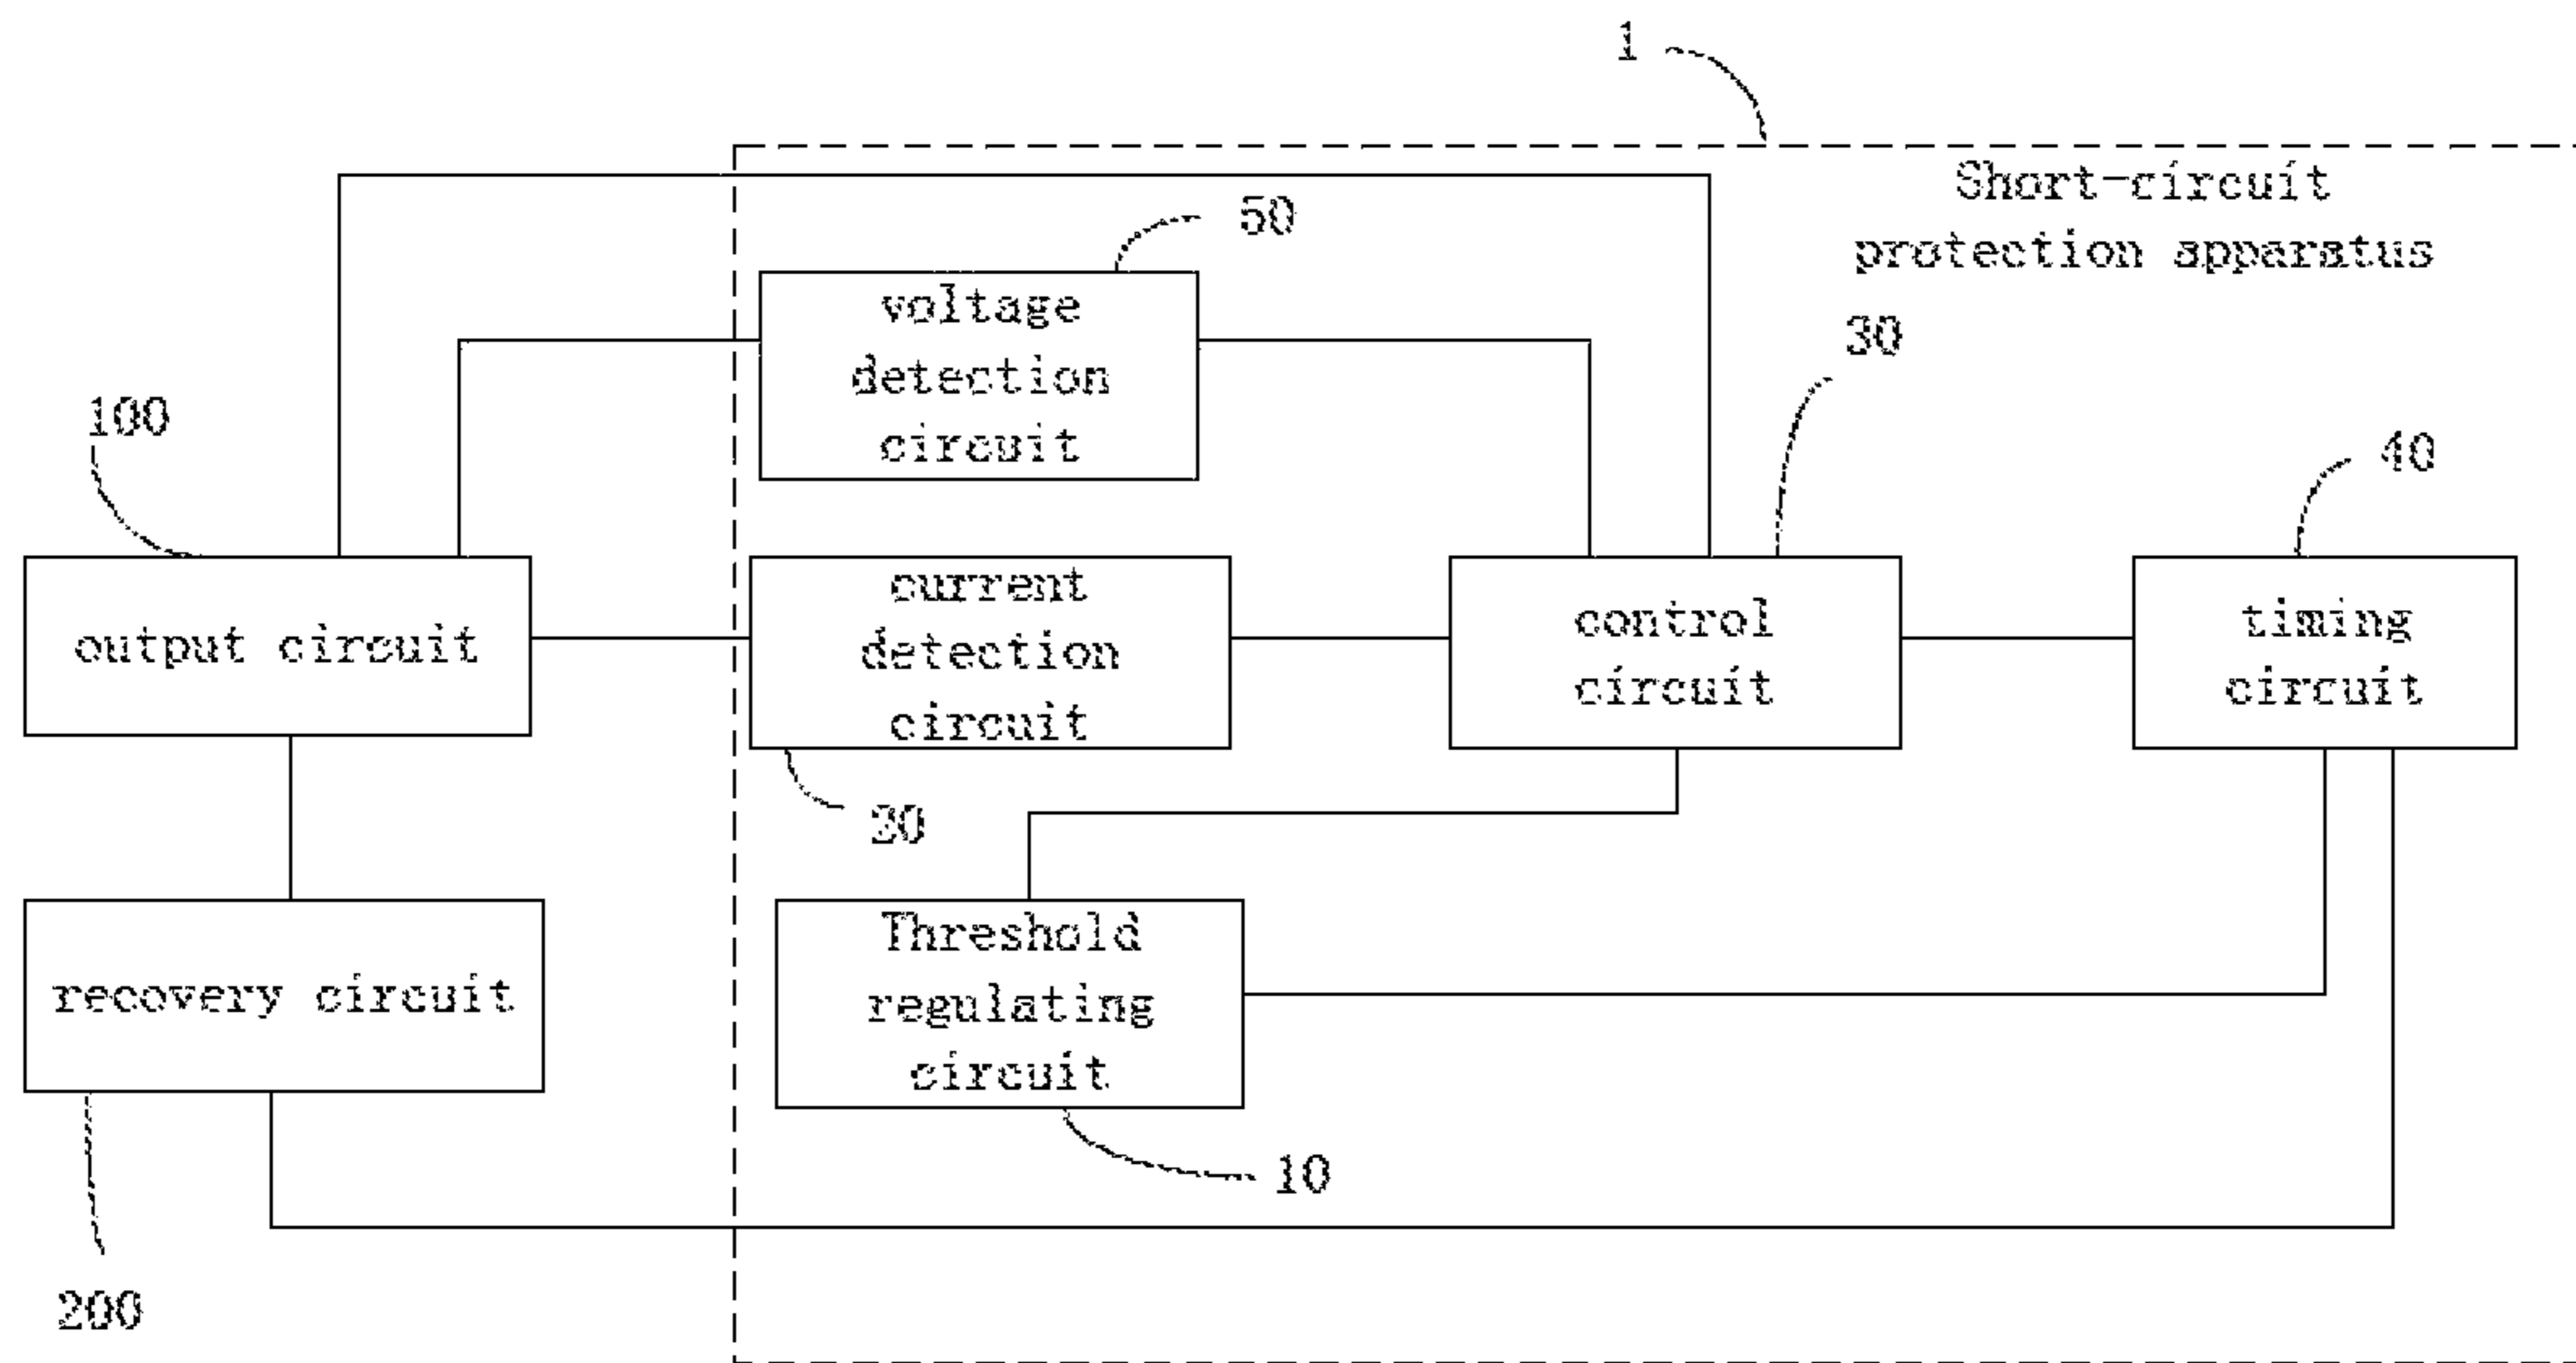 1
Short-circuit
protection apparatus
50
voltage
detection
circuit
30
100
40
output circuit
current
detection
circuit
control
circuit
timing
circuit
20
recovery circuit
Threshold
regulating
circuit
10
200